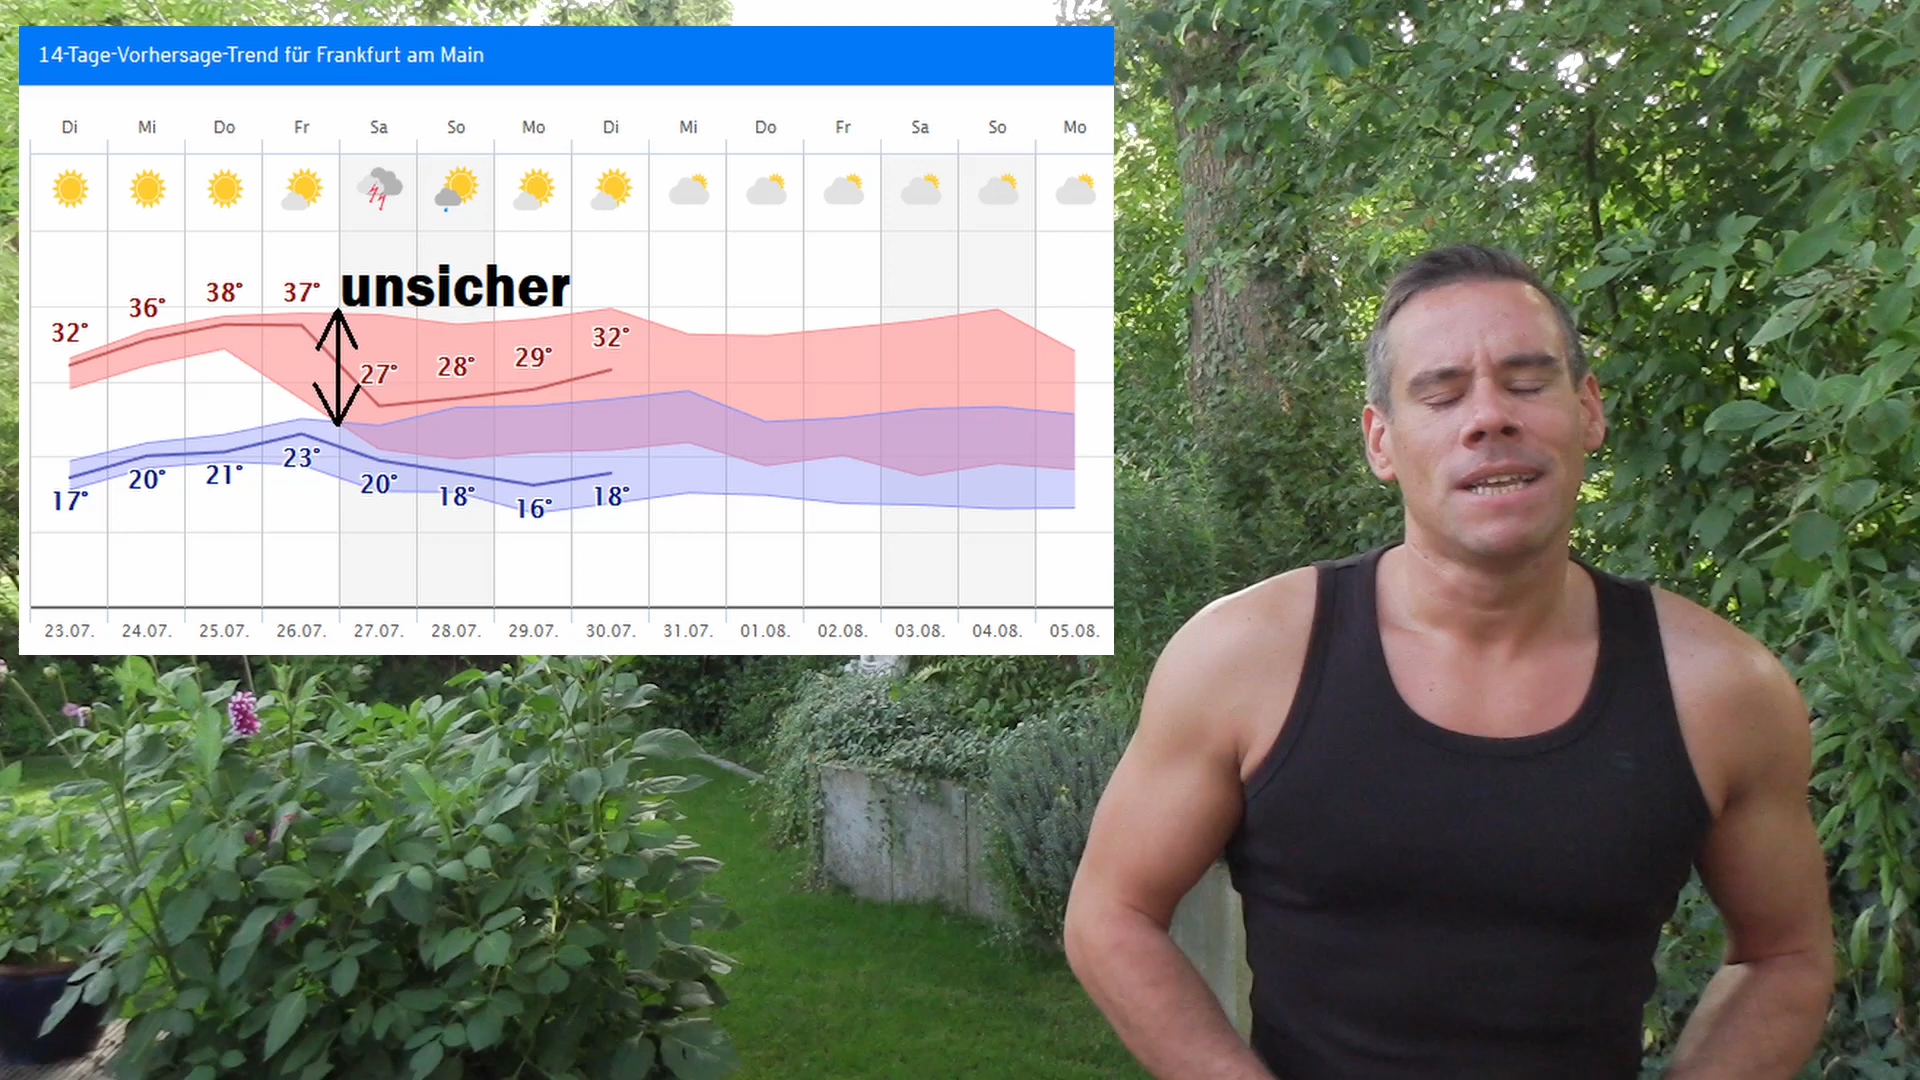 14-Tage-Vorhersage-Trend für Frankfurt am Main
Di Mi Do Fr Sa So Mo Di Mi Do Fr Sa So Mo
unsicher
32° 36° 38° 37° 27° 28° 29° 32°
17° 20° 21° 23° 20° 18° 16° 18°
23.07. 24.07. 25.07. 26.07. 27.07. 28.07. 29.07. 30.07. 31.07. 01.08. 02.08. 03.08. 04.08. 05.08.